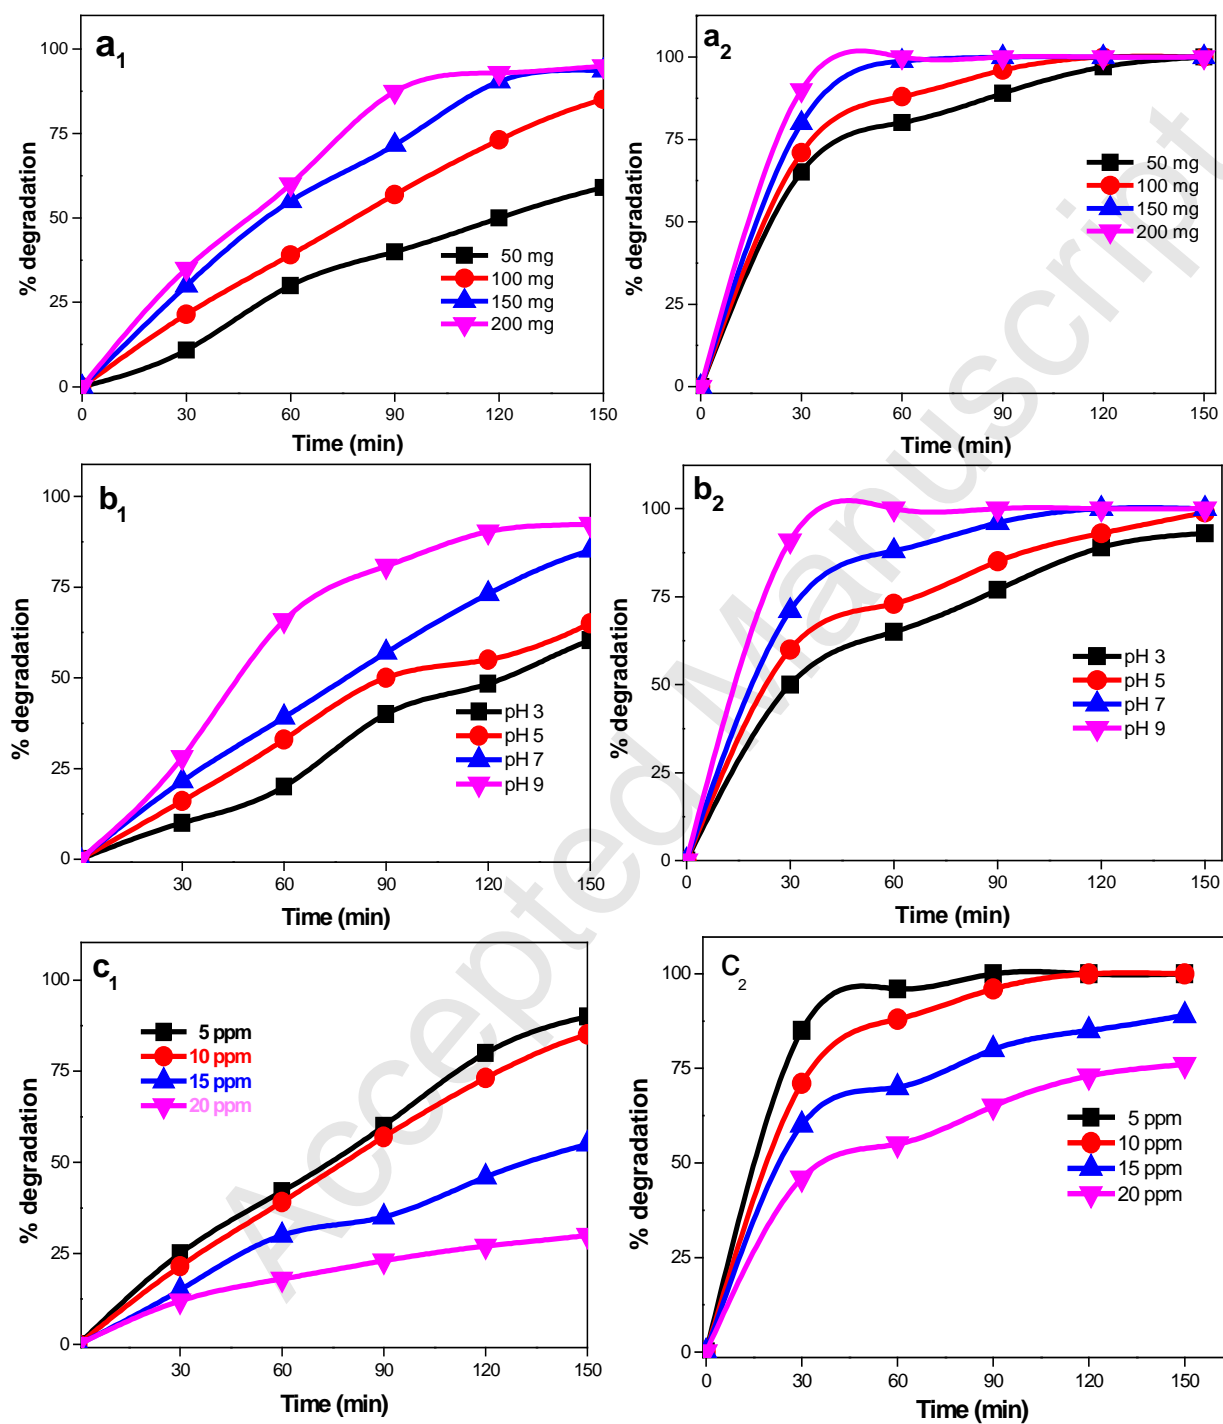 a1
100
75
50
25
0
% degradation
50 mg
100 mg
150 mg
200 mg
0 30 60 90 120 150
Time (min)
a2
100
75
50
25
0
% degradation
50 mg
100 mg
150 mg
200 mg
0 30 60 90 120 150
Time (min)
b1
100
75
50
25
0
% degradation
pH 3
pH 5
pH 7
pH 9
30 60 90 120 150
Time (min)
b2
100
75
50
25
0
% degradation
pH 3
pH 5
pH 7
pH 9
0 30 60 90 120 150
Time (min)
c1
100
75
50
25
0
% degradation
5 ppm
10 ppm
15 ppm
20 ppm
30 60 90 120 150
Time (min)
C2
100
75
50
25
0
% degradation
5 ppm
10 ppm
15 ppm
20 ppm
0 30 60 90 120 150
Time (min)
Accepted Manuscript